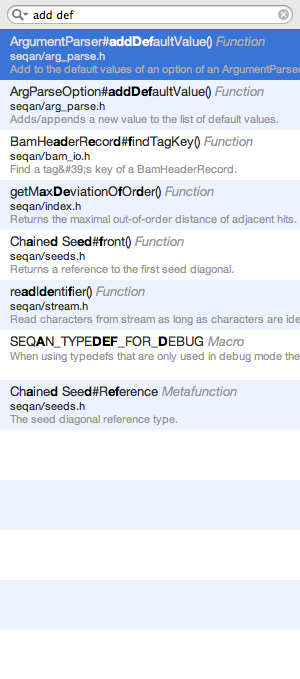 add def
ArgumentParser#addDefaultValue() Function
seqan/arg_parse.h
Add to the default values of an option of an ArgumentParser
ArgParseOption#addDefaultValue() Function
seqan/arg_parse.h
Adds/appends a new value to the list of default values.
BamHeaderRecord#findTagKey() Function
seqan/bam_io.h
Find a tag&#39;s key of a BamHeaderRecord.
getMaxDeviationOfOrder() Function
seqan/index.h
Returns the maximal out-of-order distance of adjacent hits.
Chained Seed#front() Function
seqan/seeds.h
Returns a reference to the first seed diagonal.
readIdentifier() Function
seqan/stream.h
Read characters from stream as long as characters are ide
SEQAN_TYPEDEF_FOR_DEBUG Macro
When using typedefs that are only used in debug mode the
Chained Seed#Reference Metafunction
seqan/seeds.h
The seed diagonal reference type.